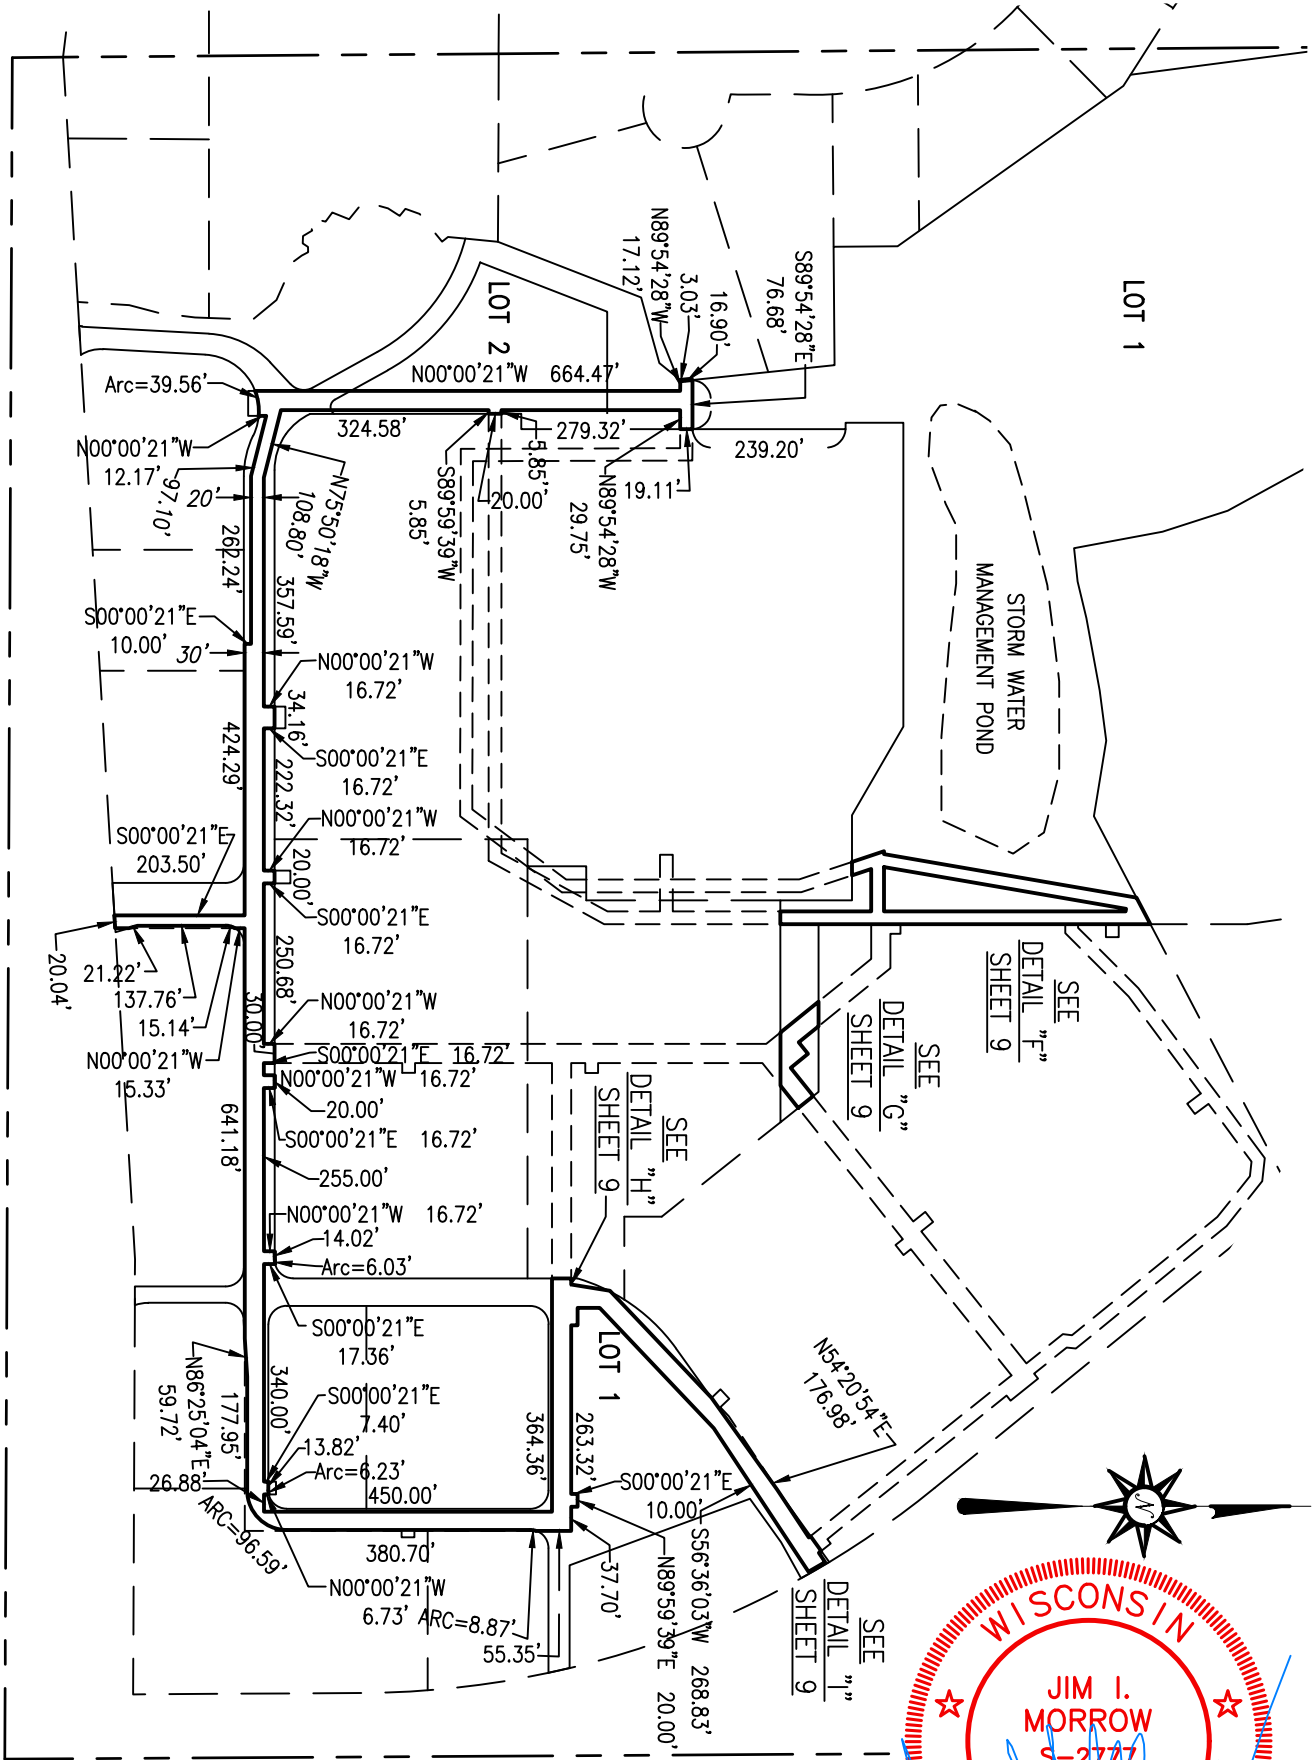 LOT 1
S89°54'28"E
76.68'
16.90'
3.03'
N89°54'28"W
17.12'
LOT 2
N00°00'21"W 664.47'
Arc=39.56'
324.58'
279.32'
239.20'
N00°00'21"W
12.17'
97.10'
20'
N75°50'18"W
108.80'
S89°59'39"W
5.85'
20.00'
5.85'
N89°54'28"W
29.75'
19.11'
STORM WATER
MANAGEMENT POND
262.24'
357.59'
S00°00'21"E
10.00'
30'
N00°00'21"W
16.72'
34.16'
S00°00'21"E
16.72'
424.29'
222.32'
N00°00'21"W
16.72'
S00°00'21"E
203.50'
20.00'
S00°00'21"E
16.72'
250.68'
20.04'
21.22'
137.76'
15.14'
N00°00'21"W
15.33'
30.00'
N00°00'21"W
16.72'
S00°00'21"E 16.72'
N00°00'21"W 16.72'
20.00'
S00°00'21"E 16.72'
641.18'
255.00'
N00°00'21"W 16.72'
14.02'
Arc=6.03'
S00°00'21"E
17.36'
SEE
DETAIL "F"
SHEET 9
SEE
DETAIL "G"
SHEET 9
SEE
DETAIL "H"
SHEET 9
LOT 1
N54°20'54"E
176.98'
N86°25'04"E
59.72'
177.95'
340.00'
S00°00'21"E
7.40'
13.82'
Arc=6.23'
450.00'
364.36'
263.32'
S00°00'21"E
10.00'
26.88'
ARC=96.59'
380.70'
N00°00'21"W
6.73'
ARC=8.87'
55.35'
37.70'
N89°59'39"E 20.00'
S56°36'03"W 268.83'
SEE
DETAIL "I"
SHEET 9
N
WISCONSIN
JIM I.
MORROW
S-2777